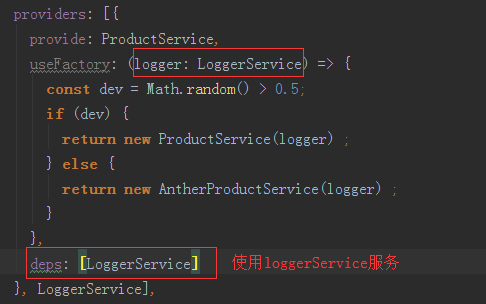 providers: [{
provide: ProductService,
useFactory: (logger: LoggerService) => {
const dev = Math.random() > 0.5;
if (dev) {
return new ProductService(logger) ;
} else {
return new AntherProductService(logger) ;
}
},
deps: [LoggerService] 使用loggerService服务
}, LoggerService],